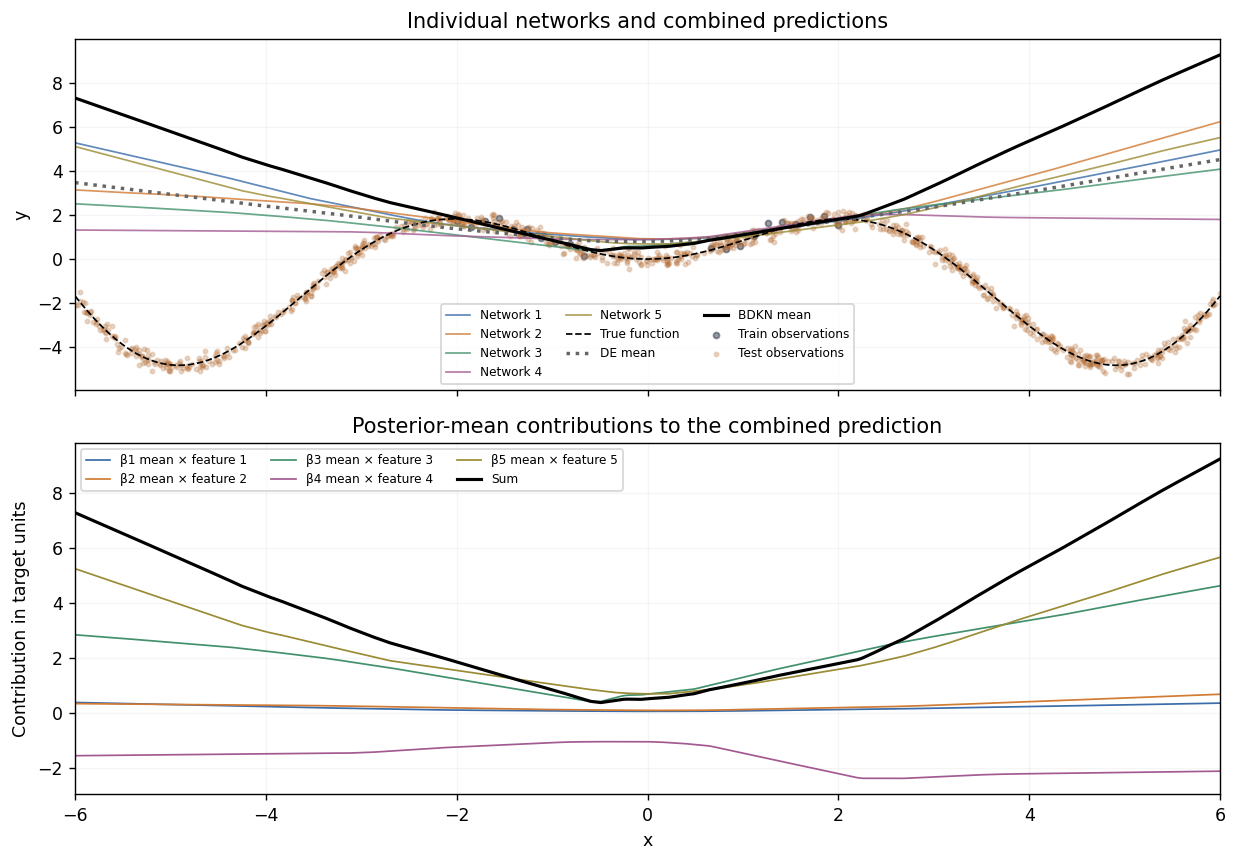 Individual networks and combined predictions
y
8
6
4
2
0
−2
−4
Network 1
Network 2
Network 3
Network 4
Network 5
True function
DE mean
BDKN mean
Train observations
Test observations
Posterior-mean contributions to the combined prediction
Contribution in target units
8
6
4
2
0
−2
β1 mean × feature 1
β2 mean × feature 2
β3 mean × feature 3
β4 mean × feature 4
β5 mean × feature 5
Sum
−6
−4
−2
0
2
4
6
x